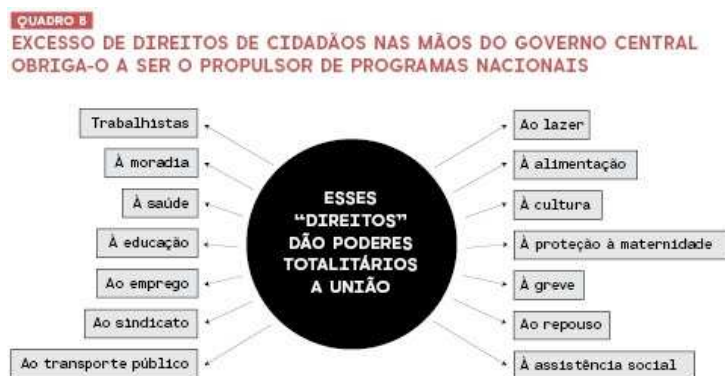 QUADRO B
EXCESSO DE DIREITOS DE CIDADÃOS NAS MÃOS DO GOVERNO CENTRAL
OBRIGA-O A SER O PROPULSOR DE PROGRAMAS NACIONAIS
Trabalhistas
À moradia
À saúde
À educação
Ao emprego
Ao sindicato
Ao transporte público
ESSES
“DIREITOS”
DÃO PODERES
TOTALITÁRIOS
A UNIÃO
Ao lazer
À alimentação
À cultura
À proteção à maternidade
À greve
Ao repouso
À assistência social